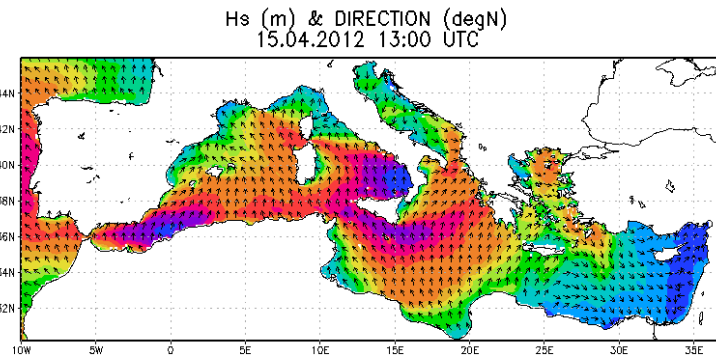 Hs (m) & DIRECTION (degN)
15.04.2012 13:00 UTC
44N
42N
40N
38N
36N
34N
32N
10W 5W 0 5E 10E 15E 20E 25E 30E 35E